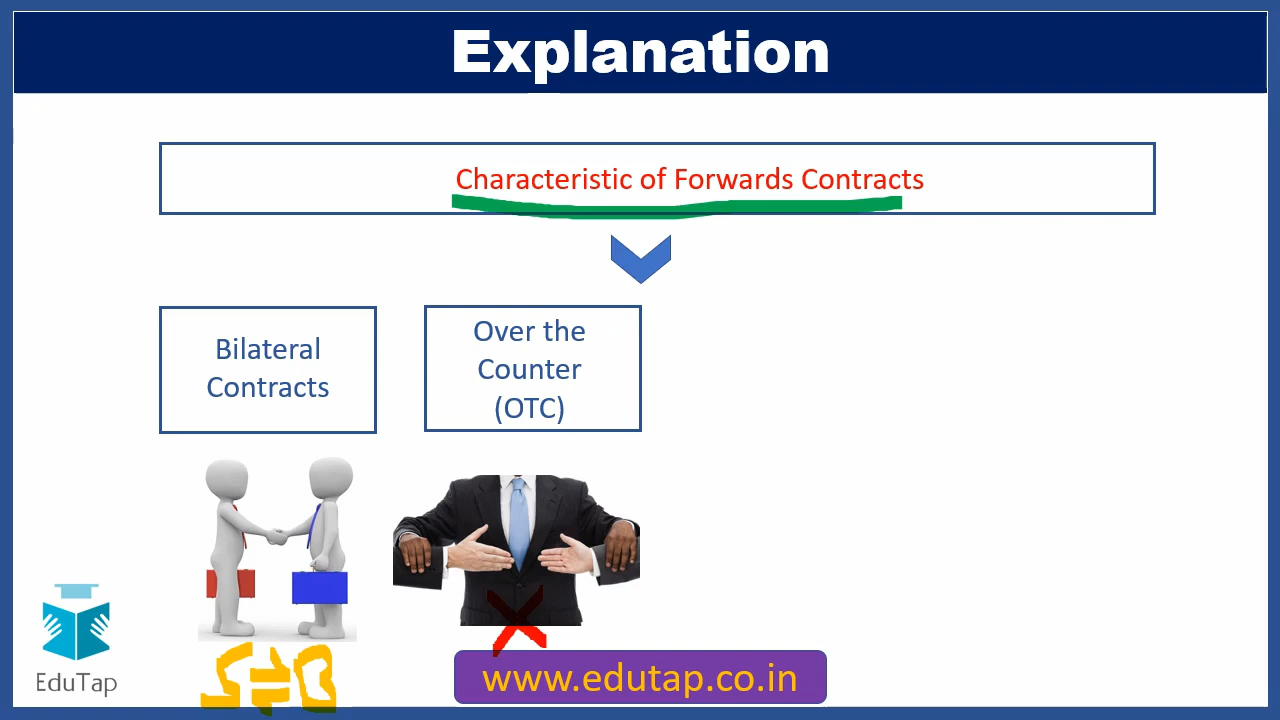 Explanation
Characteristic of Forwards Contracts
Bilateral
Contracts
Over the
Counter
(OTC)
S⇌B
EduTap
www.edutap.co.in